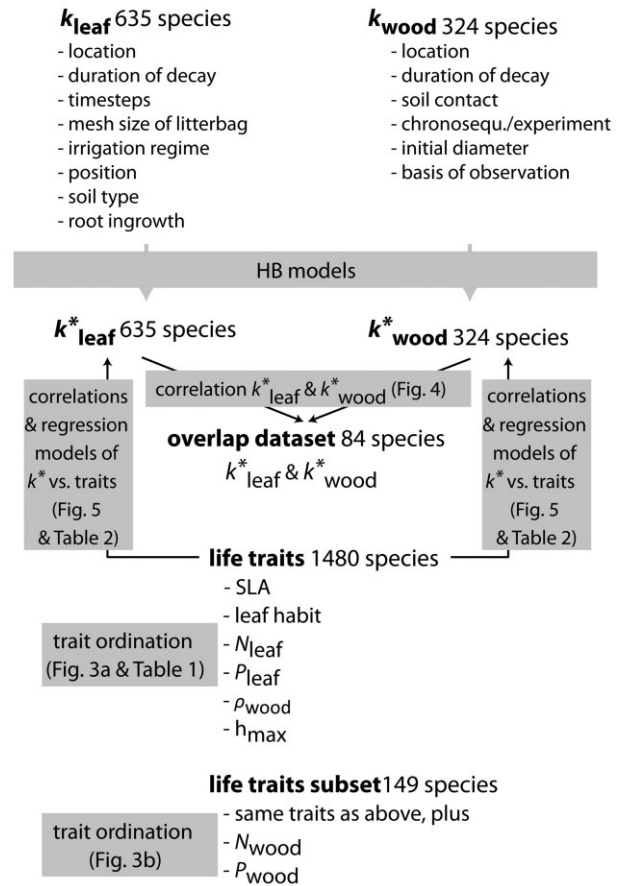 k leaf 635 species
- location
- duration of decay
- timesteps
- mesh size of litterbag
- irrigation regime
- position
- soil type
- root ingrowth
k wood 324 species
- location
- duration of decay
- soil contact
- chronosequ./experiment
- initial diameter
- basis of observation
HB models
k* leaf 635 species
k* wood 324 species
correlation k* leaf & k* wood (Fig. 4)
correlations
& regression
models of
k* vs. traits
(Fig. 5
& Table 2)
overlap dataset 84 species
k* leaf & k* wood
correlations
& regression
models of
k* vs. traits
(Fig. 5
& Table 2)
life traits 1480 species
- SLA
- leaf habit
- N leaf
- P leaf
- ρ wood
- h max
trait ordination
(Fig. 3a & Table 1)
life traits subset 149 species
- same traits as above, plus
- N wood
- P wood
trait ordination
(Fig. 3b)